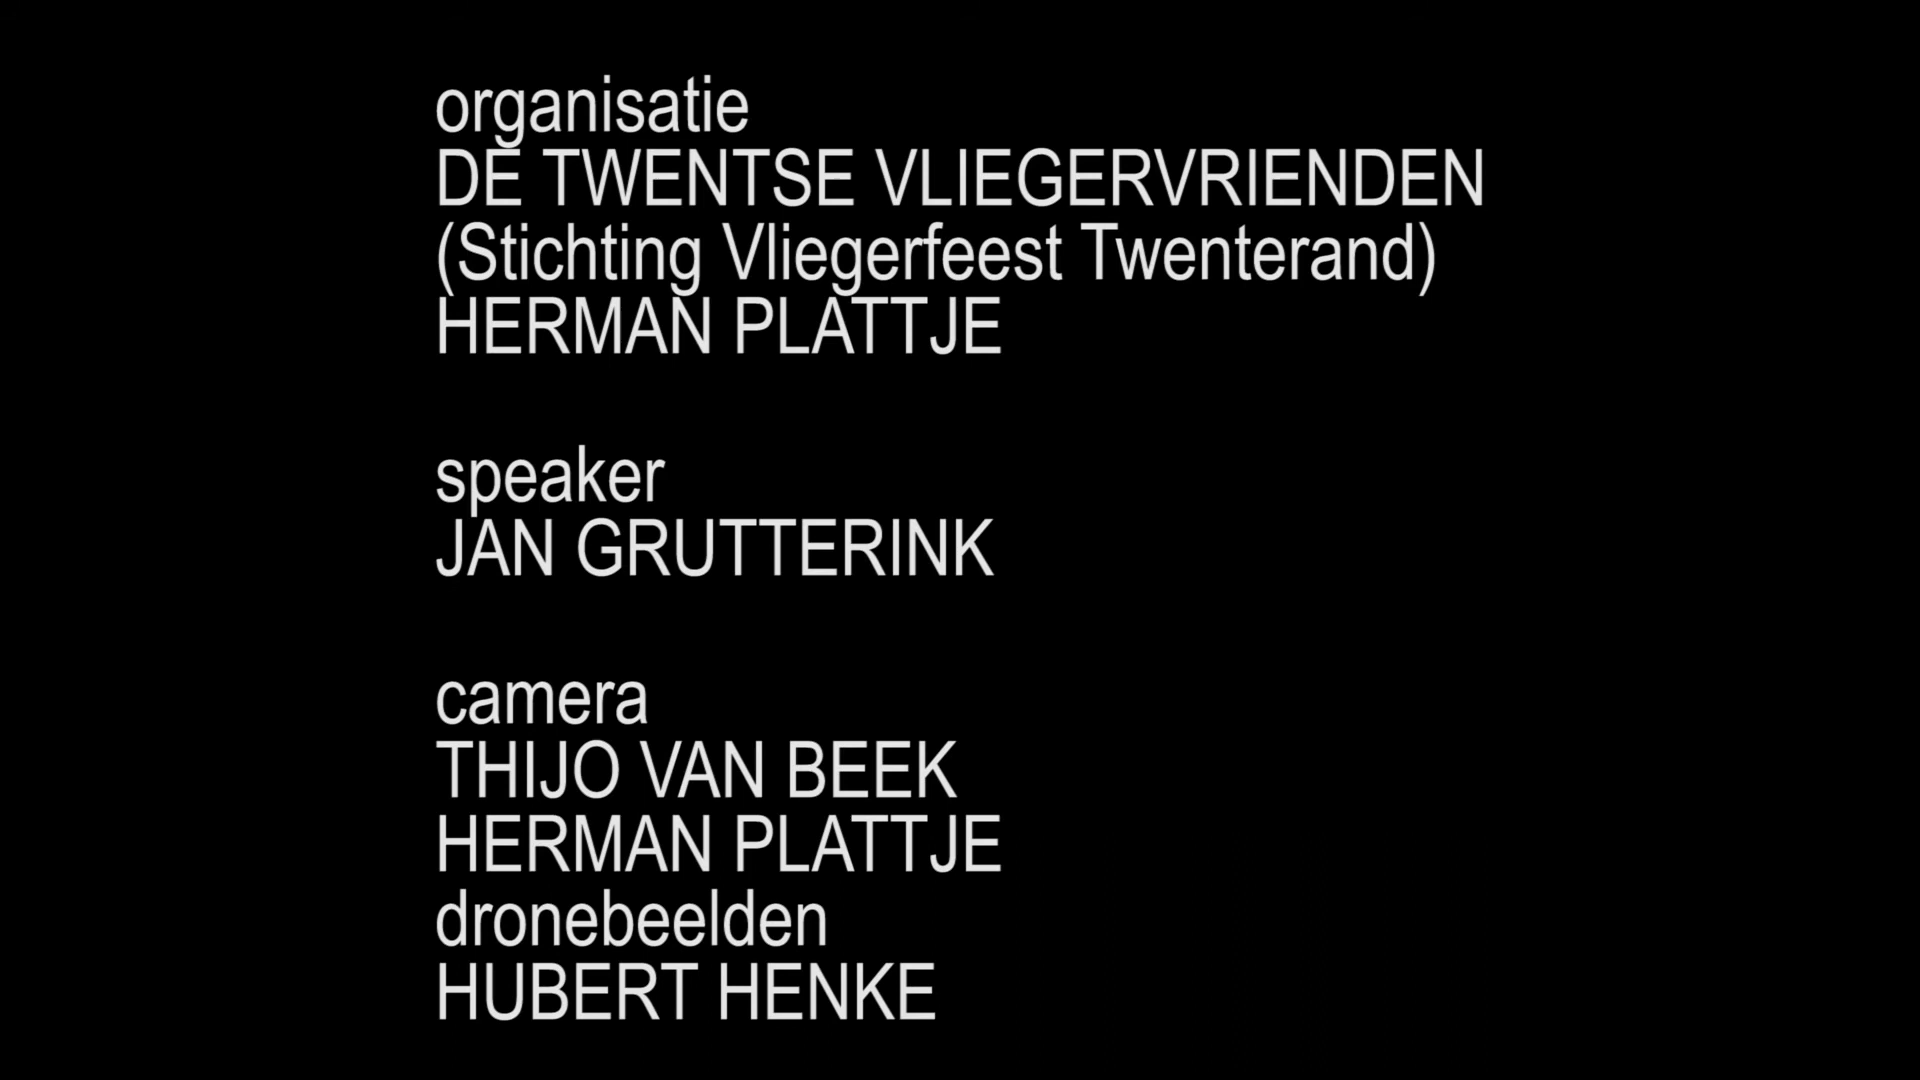 organisatie
DE TWENTSE VLIEGERVRIENDEN
(Stichting Vliegerfeest Twenterand)
HERMAN PLATTJE
speaker
JAN GRUTTERINK
camera
THIJO VAN BEEK
HERMAN PLATTJE
dronebeelden
HUBERT HENKE